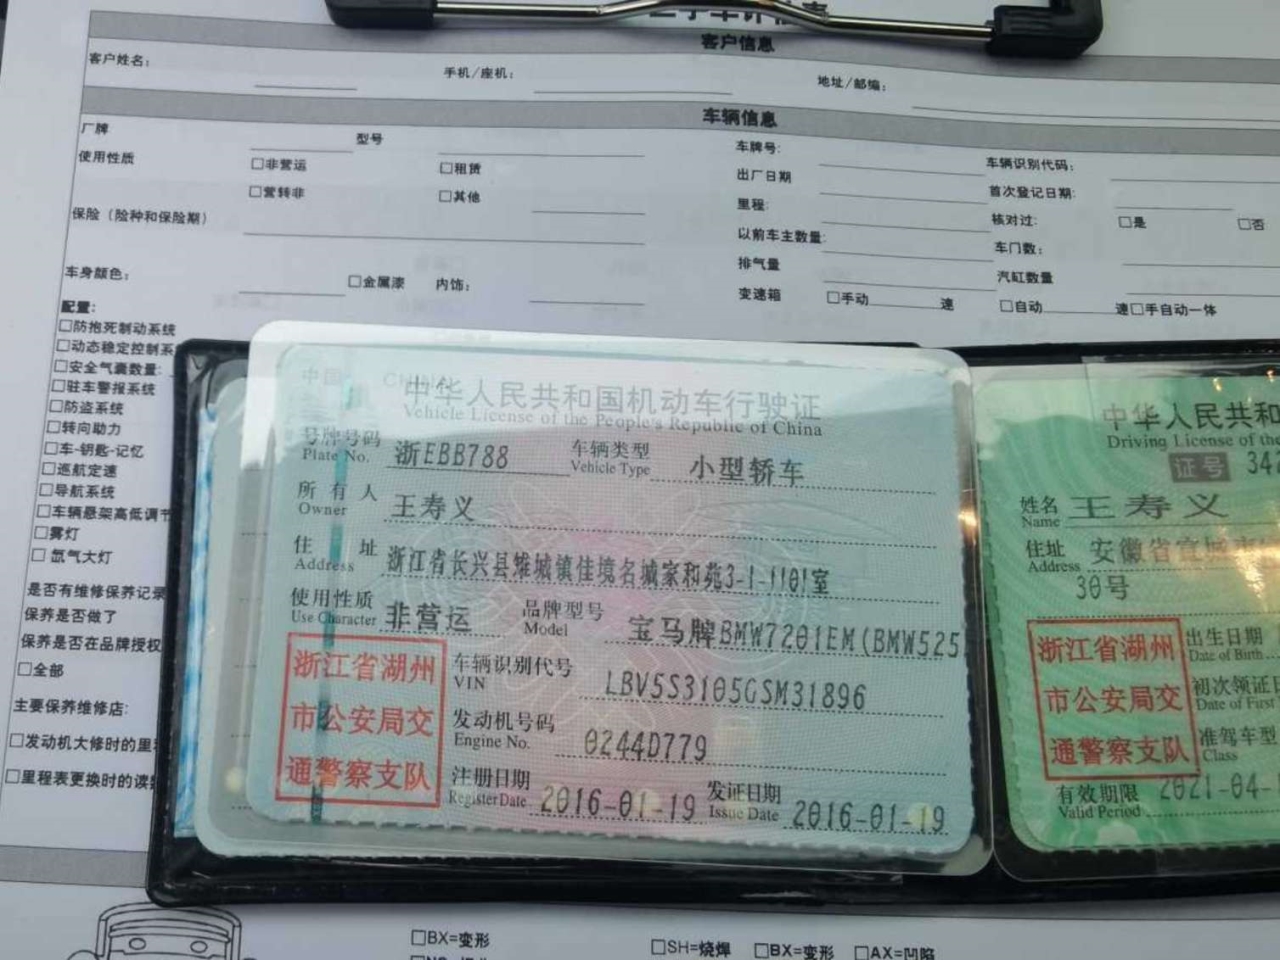 客户信息
客户姓名：
手机/座机：
地址/邮编：
车辆信息
厂牌
型号
车牌号:
车辆识别代码：
使用性质
□非营运
□租赁
出厂日期
首次登记日期:
□营转非
□其他
里程:
核对过:
□是
□否
保险（险种和保险期）
以前车主数量:
车门数:
排气量
汽缸数量
车身颜色：
□金属漆
内饰：
变速箱
□手动
速
□自动
速□手自动一体
配置:
□防抱死制动系统
□动态稳定控制系
□安全气囊数量:
□驻车警报系统
□防盗系统
□转向助力
□车-钥匙-记忆
□巡航定速
□导航系统
□车辆悬架高低调节
□雾灯
□ 氙气大灯
是否有维修保养记录
保养是否做了
保养是否在品牌授权
□全部
主要保养维修店:
□发动机大修时的里程
□里程表更换时的读数
中华人民共和国机动车行驶证
Vehicle License of the People's Republic of China
号牌号码 浙EBB788 车辆类型 小型轿车
Plate No. Vehicle Type
所有人 王寿义
Owner
住址 浙江省长兴县雉城镇佳境名城家和苑3-1-1101室
Address
使用性质 非营运 品牌型号 宝马牌BMW7201EM(BMW525
Use Character Model
浙江省湖州
市公安局交
通警察支队
车辆识别代号 LBV5S3105GSM31896
VIN
发动机号码 0244D779
Engine No.
注册日期 2016-01-19 发证日期 2016-01-19
Register Date Issue Date
中华人民共和
Driving License of the
证号 342
姓名 王寿义
Name
住址 安徽省宣城市
Address
30号
浙江省湖州
市公安局交
通警察支队
出生日期
Date of Birth
初次领证日
Date of First
准驾车型
Class
有效期限 2021-04-
Valid Period
□BX=变形
□SH=烧焊
□BX=变形
□AX=凹陷